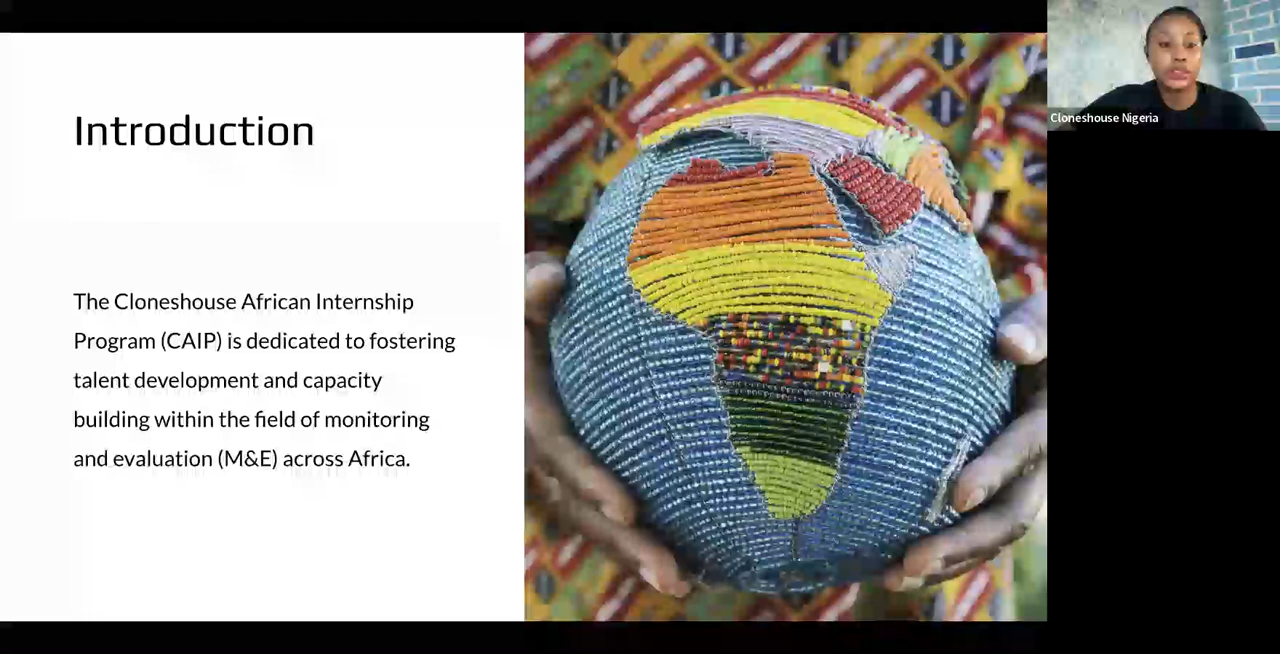 Introduction
The Cloneshouse African Internship
Program (CAIP) is dedicated to fostering
talent development and capacity
building within the field of monitoring
and evaluation (M&E) across Africa.
Cloneshouse Nigeria